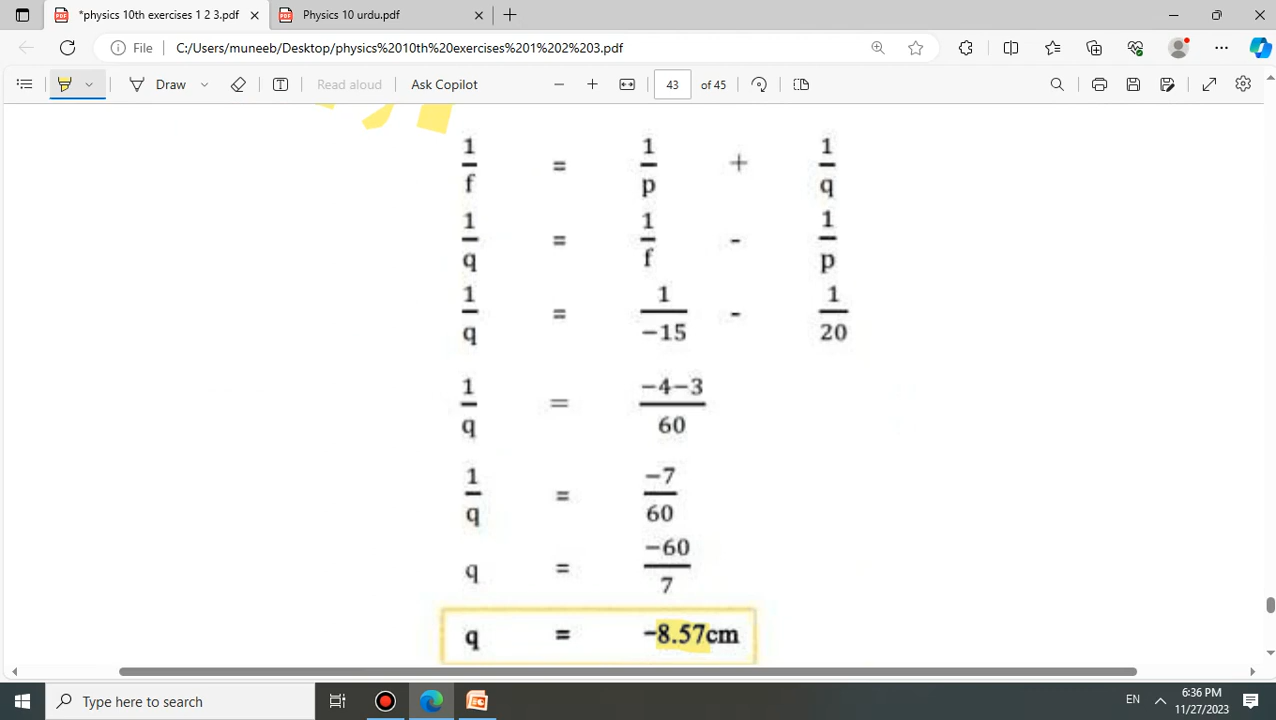 *physics 10th exercises 1 2 3.pdf
Physics 10 urdu.pdf
File C:/Users/muneeb/Desktop/physics%2010th%20exercises%201%202%203.pdf
Draw Read aloud Ask Copilot 43 of 45
1/f = 1/p + 1/q
1/q = 1/f - 1/p
1/q = 1/−15 - 1/20
1/q = −4−3/60
1/q = −7/60
q = −60/7
q = −8.57cm
Type here to search
EN
6:36 PM
11/27/2023